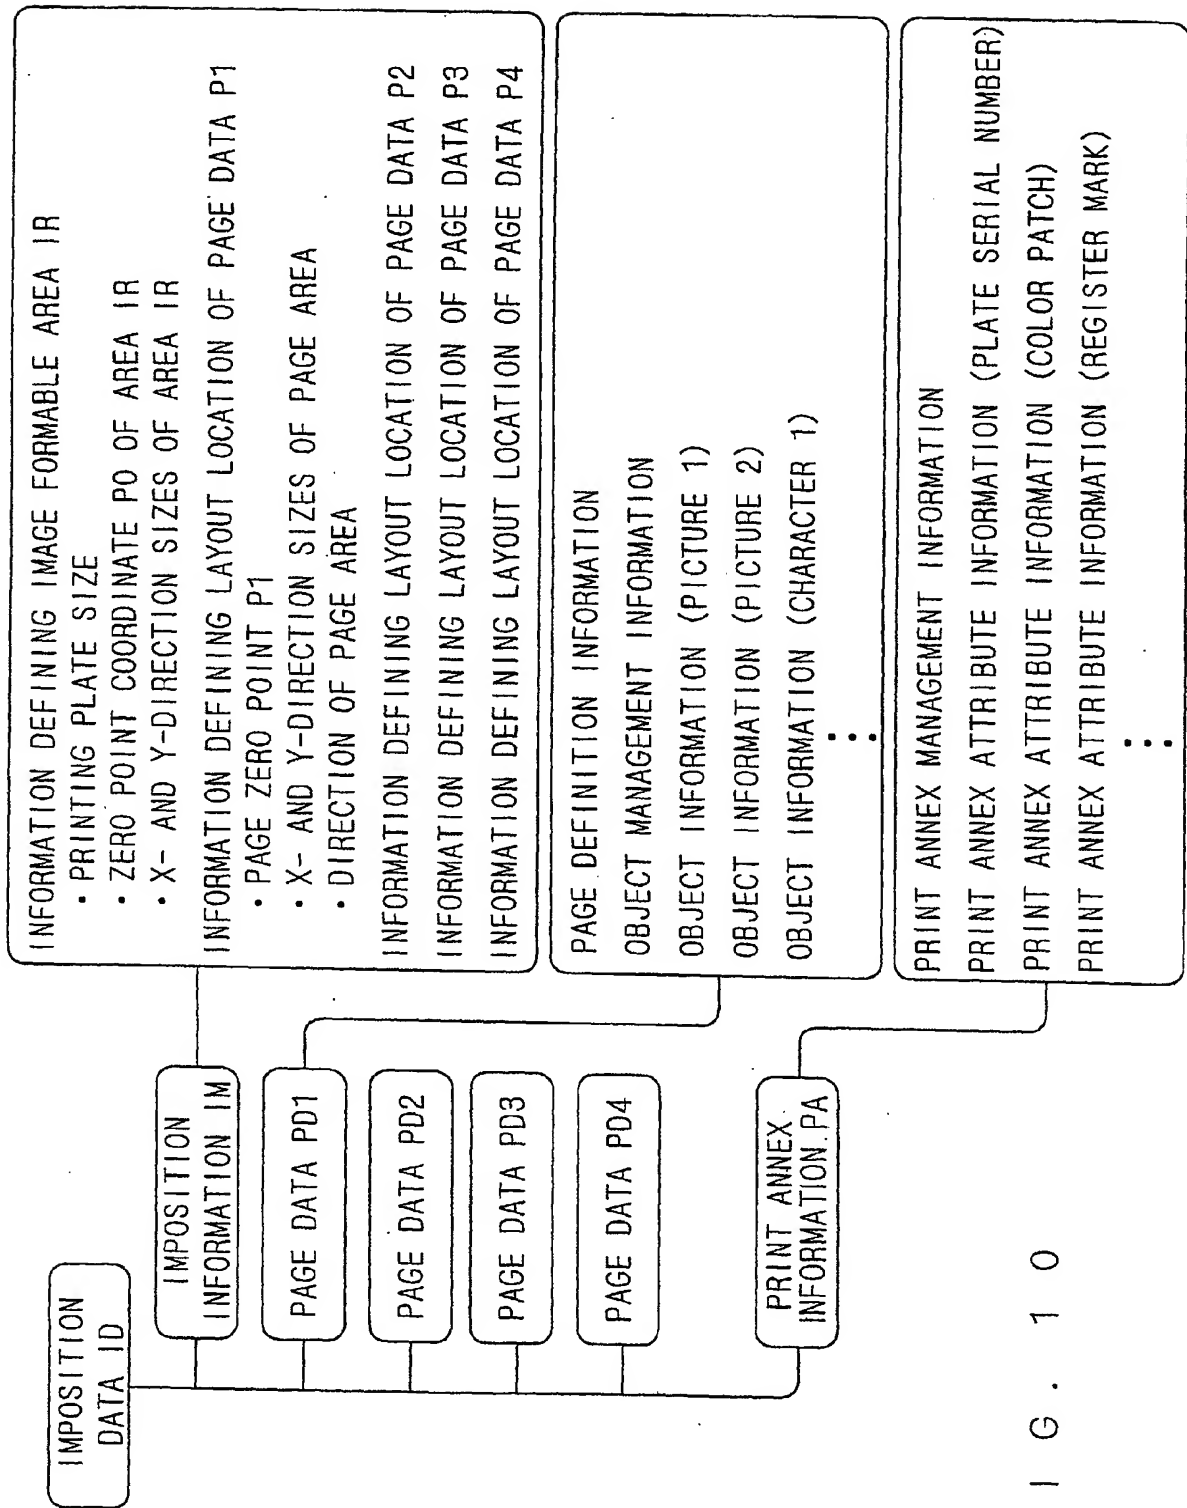 IMPOSITION
DATA ID
IMPOSITION
INFORMATION IM
PAGE DATA PD1
PAGE DATA PD2
PAGE DATA PD3
PAGE DATA PD4
PRINT ANNEX
INFORMATION PA
INFORMATION DEFINING IMAGE FORMABLE AREA IR
• PRINTING PLATE SIZE
• ZERO POINT COORDINATE PO OF AREA IR
• X- AND Y-DIRECTION SIZES OF AREA IR
INFORMATION DEFINING LAYOUT LOCATION OF PAGE DATA P1
• PAGE ZERO POINT P1
• X- AND Y-DIRECTION SIZES OF PAGE AREA
• DIRECTION OF PAGE AREA
INFORMATION DEFINING LAYOUT LOCATION OF PAGE DATA P2
INFORMATION DEFINING LAYOUT LOCATION OF PAGE DATA P3
INFORMATION DEFINING LAYOUT LOCATION OF PAGE DATA P4
PAGE DEFINITION INFORMATION
OBJECT MANAGEMENT INFORMATION
OBJECT INFORMATION (PICTURE 1)
OBJECT INFORMATION (PICTURE 2)
OBJECT INFORMATION (CHARACTER 1)
PRINT ANNEX MANAGEMENT INFORMATION
PRINT ANNEX ATTRIBUTE INFORMATION (PLATE SERIAL NUMBER)
PRINT ANNEX ATTRIBUTE INFORMATION (COLOR PATCH)
PRINT ANNEX ATTRIBUTE INFORMATION (REGISTER MARK)
IG. 10